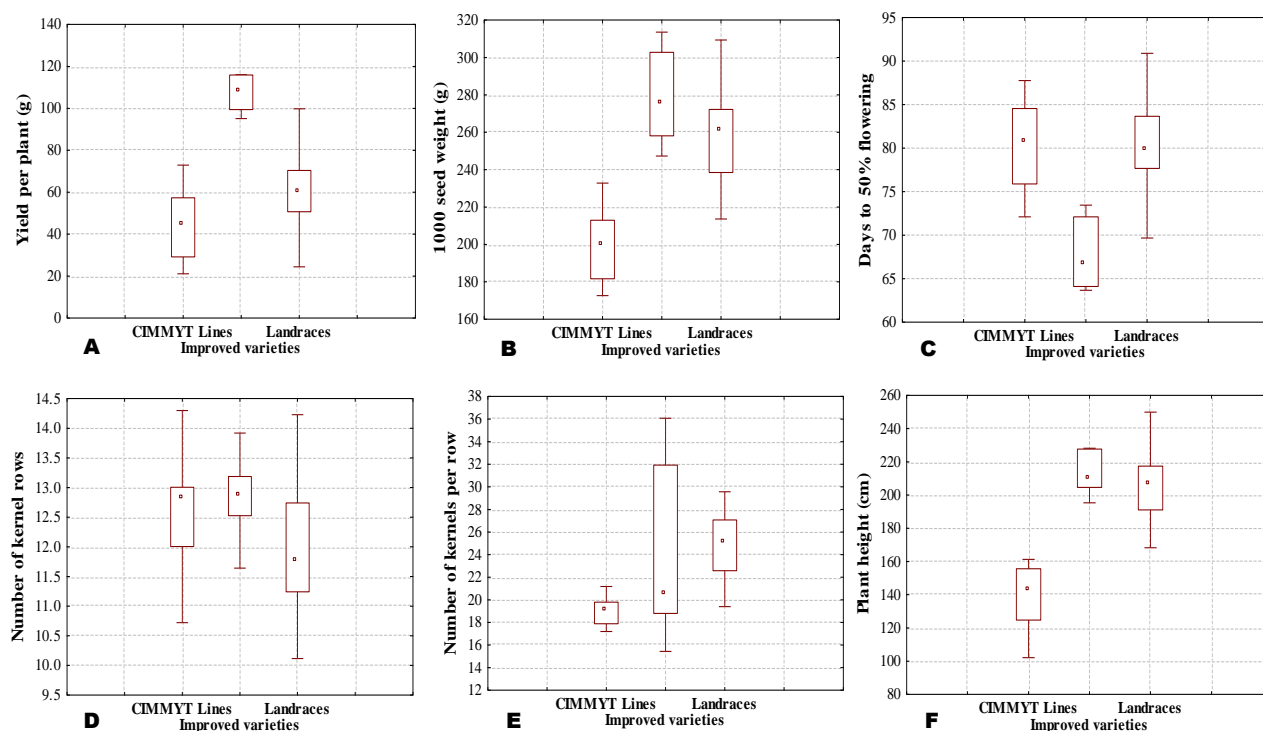 Yield per plant (g)
140
120
100
80
60
40
20
0
CIMMYT Lines Landraces
Improved varieties
A
1000 seed weight (g)
320
300
280
260
240
220
200
180
160
CIMMYT Lines Landraces
Improved varieties
B
Days to 50% flowering
95
90
85
80
75
70
65
60
CIMMYT Lines Landraces
Improved varieties
C
Number of kernel rows
14.5
14.0
13.5
13.0
12.5
12.0
11.5
11.0
10.5
10.0
9.5
CIMMYT Lines Landraces
Improved varieties
D
Number of kernels per row
38
36
34
32
30
28
26
24
22
20
18
16
14
12
CIMMYT Lines Landraces
Improved varieties
E
Plant height (cm)
260
240
220
200
180
160
140
120
100
80
CIMMYT Lines Landraces
Improved varieties
F